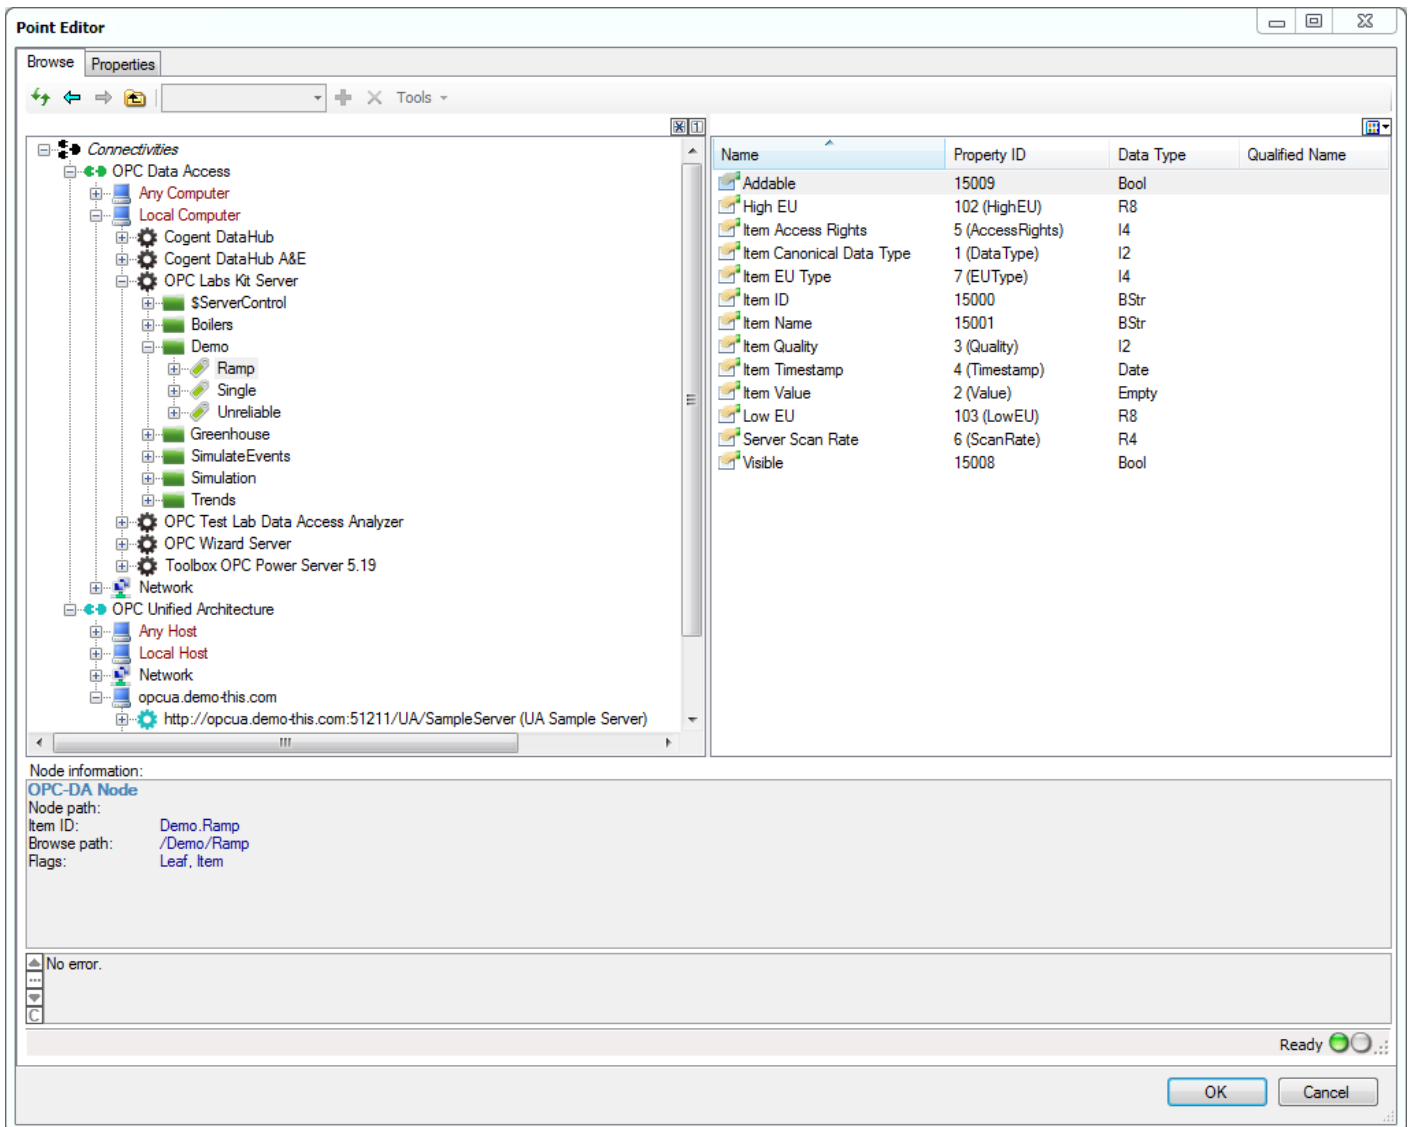 Point Editor
Browse Properties
Tools
Connectivities
OPC Data Access
Any Computer
Local Computer
Cogent DataHub
Cogent DataHub A&E
OPC Labs Kit Server
$ServerControl
Boilers
Demo
Ramp
Single
Unreliable
Greenhouse
SimulateEvents
Simulation
Trends
OPC Test Lab Data Access Analyzer
OPC Wizard Server
Toolbox OPC Power Server 5.19
Network
OPC Unified Architecture
Any Host
Local Host
Network
opcua.demo-this.com
http://opcua.demo-this.com:51211/UA/SampleServer (UA Sample Server)
Name Property ID Data Type Qualified Name
Addable 15009 Bool
High EU 102 (HighEU) R8
Item Access Rights 5 (AccessRights) I4
Item Canonical Data Type 1 (DataType) I2
Item EU Type 7 (EUType) I4
Item ID 15000 BStr
Item Name 15001 BStr
Item Quality 3 (Quality) I2
Item Timestamp 4 (Timestamp) Date
Item Value 2 (Value) Empty
Low EU 103 (LowEU) R8
Server Scan Rate 6 (ScanRate) R4
Visible 15008 Bool
Node information:
OPC-DA Node
Node path:
Item ID: Demo.Ramp
Browse path: /Demo/Ramp
Flags: Leaf, Item
No error.
C
Ready
OK Cancel